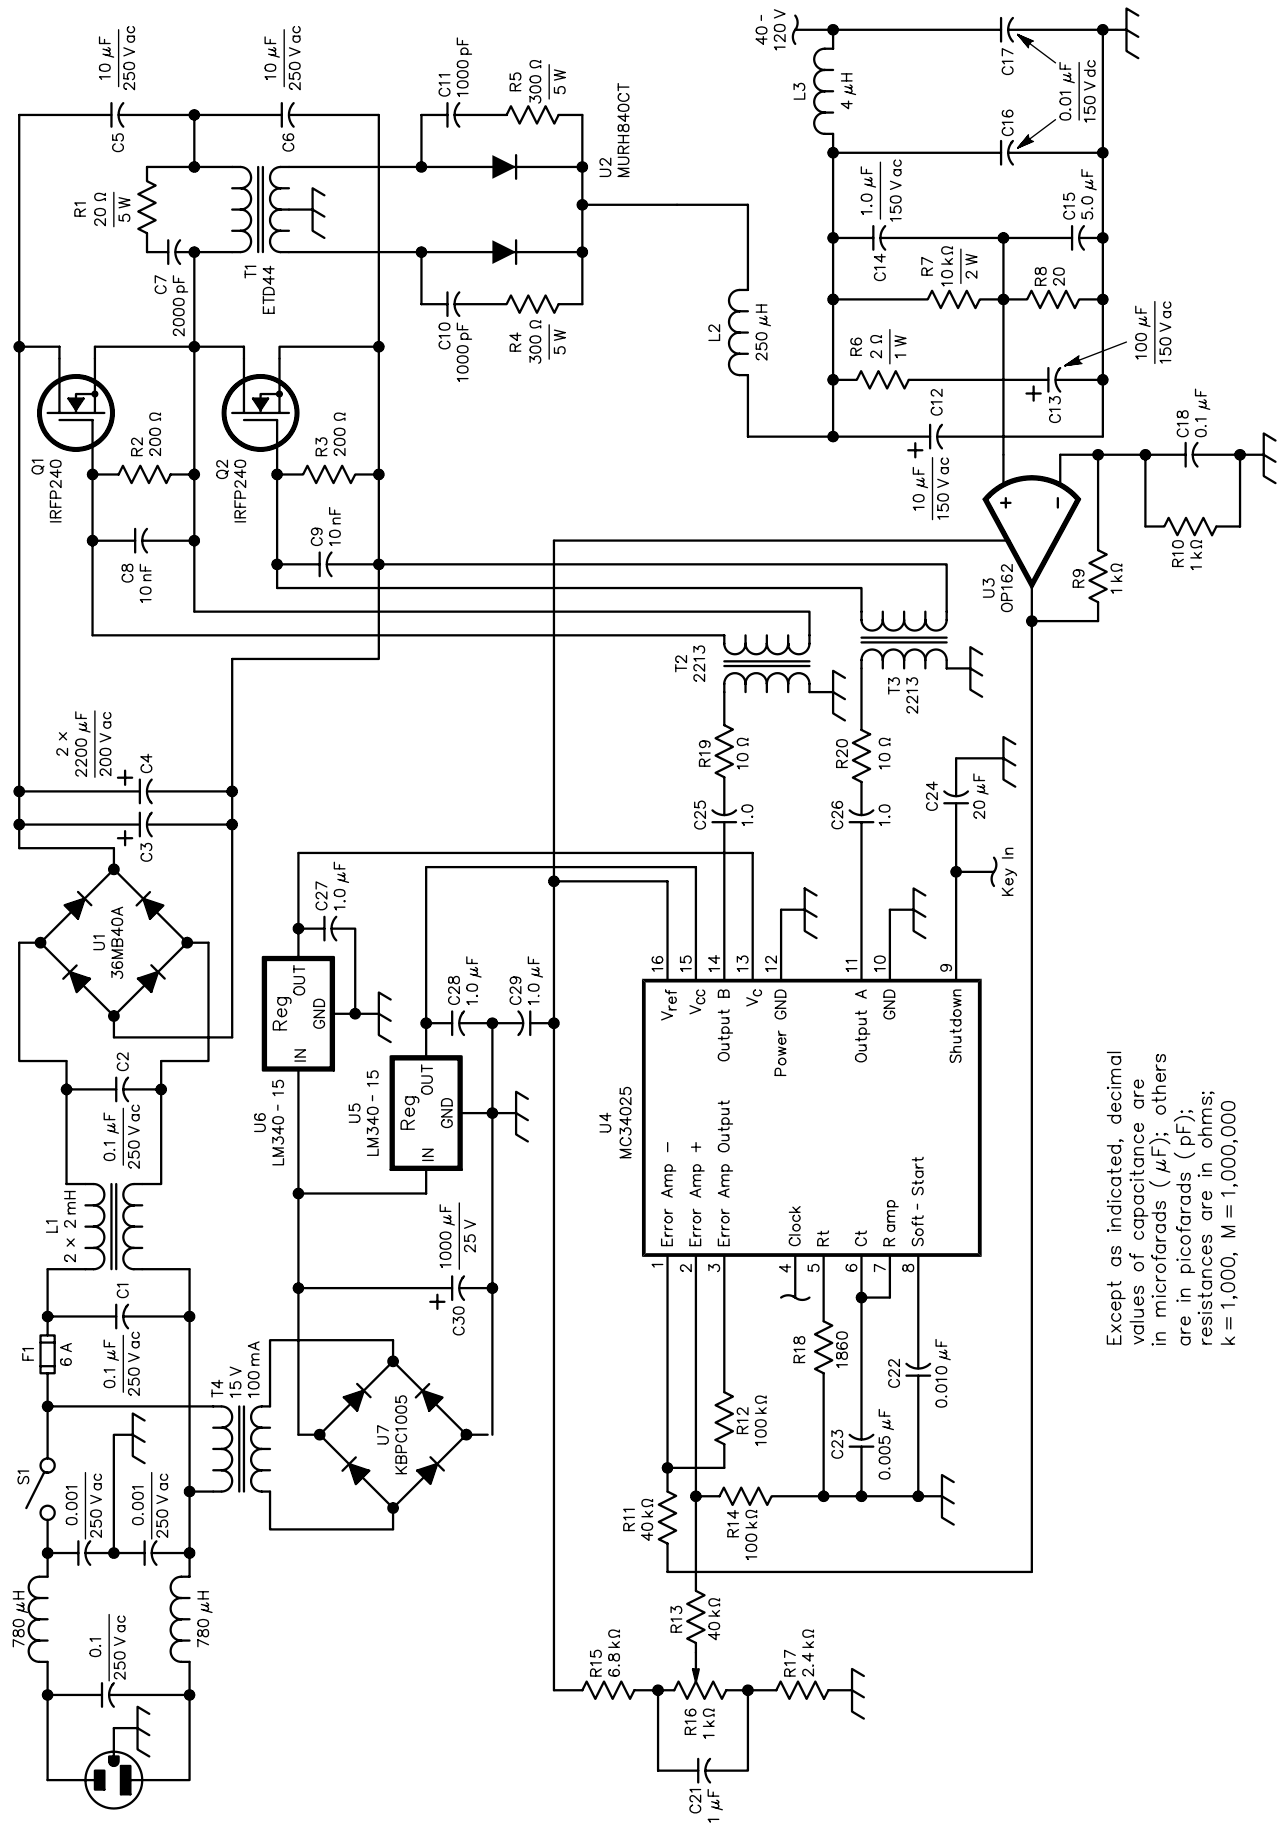 10 μF
250 V ac
C5
10 μF
250 V ac
C6
R1
20 Ω
5 W
C7
2000 pF
T1
ETD44
C11
1000 pF
R5
300 Ω
5 W
C10
1000 pF
R4
300 Ω
5 W
U2
MURH840CT
40 -
120 V
L3
4 μH
C17
C16
0.01 μF
150 V dc
1.0 μF
150 V ac
C14
C15
5.0 μF
R7
10 kΩ
2 W
R8
20
R6
2 Ω
1 W
100 μF
150 V ac
+
C13
C12
+
10 μF
150 V ac
L2
250 μH
Q1
IRFP240
R2
200 Ω
Q2
IRFP240
R3
200 Ω
C8
10 nF
C9
10 nF
C18
0.1 μF
R10
1 kΩ
R9
1 kΩ
+
–
U3
OP162
T2
2213
T3
2213
R19
10 Ω
R20
10 Ω
C25
1.0
C26
1.0
C24
20 μF
Key In
2 ×
2200 μF
200 V ac
+
C4
+
C3
U1
36MB40A
C27
1.0 μF
Reg
OUT
GND
IN
U6
LM340 - 15
C28
1.0 μF
C29
1.0 μF
Reg
OUT
GND
IN
U5
LM340 - 15
C2
0.1 μF
250 V ac
L1
2 × 2 mH
C1
0.1 μF
250 V ac
F1
6 A
1000 μF
25 V
+
C30
T4
15 V
100 mA
U7
KBPC1005
S1
0.001
250 V ac
0.001
250 V ac
780 μH
780 μH
0.1
250 V ac
U4
MC34025
16
15
14
13
12
11
10
9
Vref
Vcc
Output B
Vc
Power GND
Output A
GND
Shutdown
Error Amp –
Error Amp +
Error Amp Output
Clock
Rt
Ct
Ramp
Soft - Start
1
2
3
4
5
6
7
8
R18
1860
C22
0.010 μF
R12
100 kΩ
C23
0.005 μF
R11
40 kΩ
R14
100 kΩ
R13
40 kΩ
R15
6.8 kΩ
R16
1 kΩ
R17
2.4 kΩ
C21
1 μF
Except as indicated, decimal
values of capacitance are
in microfarads ( μF); others
are in picofarads ( pF);
resistances are in ohms;
k = 1,000, M = 1,000,000